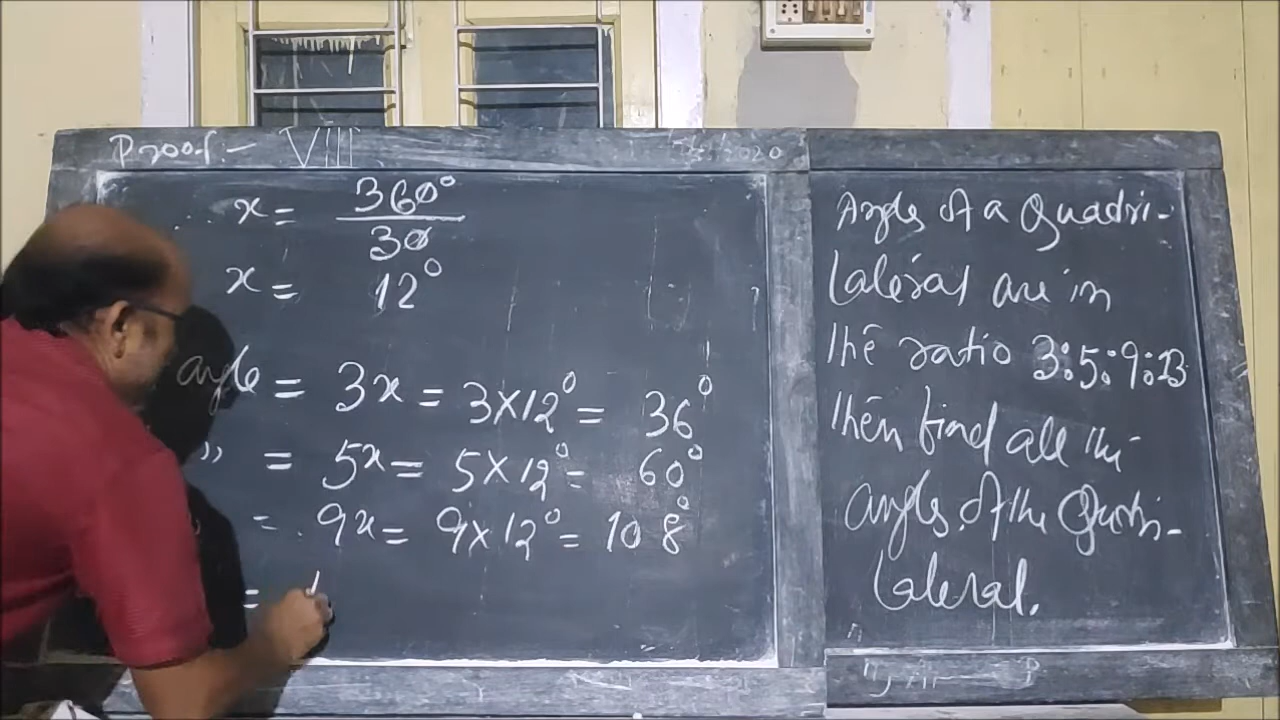 Proof:- VIII
2020
x = 360°
30
x = 12°
angle = 3x = 3×12° = 36°
,, = 5x = 5×12° = 60°
,, = 9x = 9×12° = 108°
= 1
Angles of a Quadri-
lateral are in
the ratio 3:5:9:13
then find all the
angles of the Quadri-
lateral.